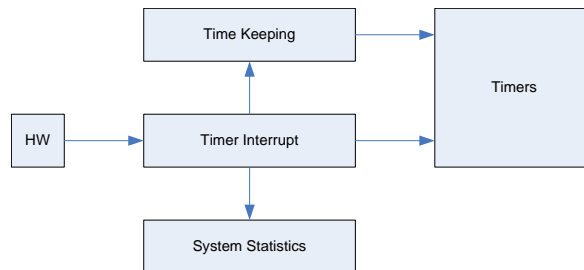 Time Keeping
Timers
HW
Timer Interrupt
System Statistics